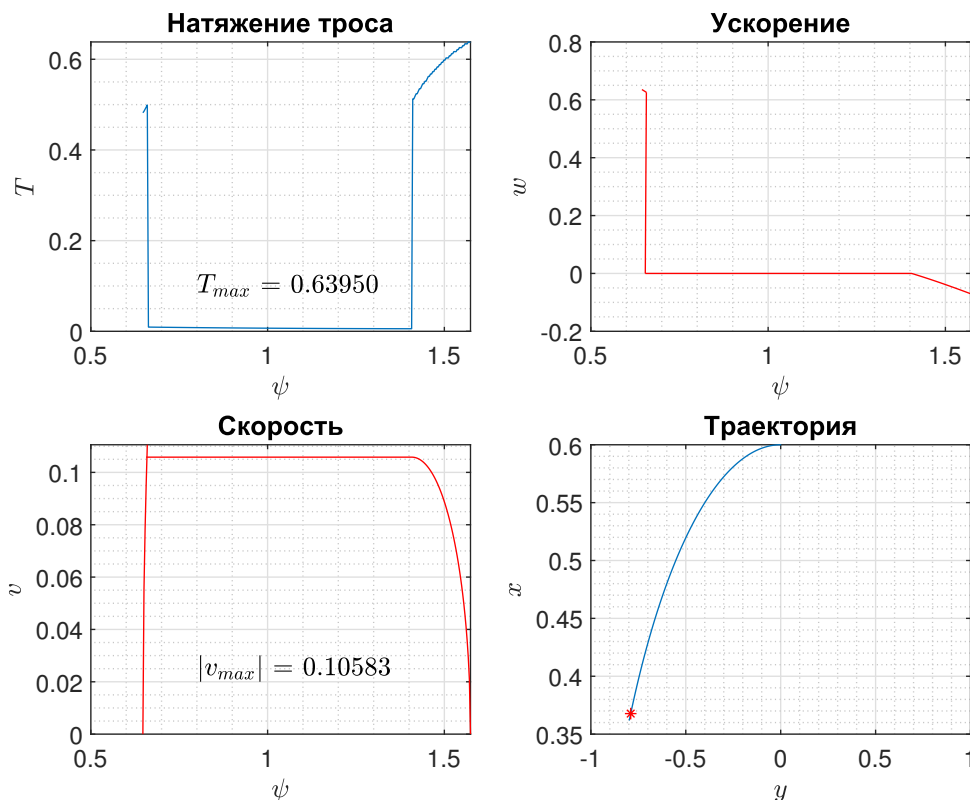 Натяжение троса
0.6
0.4
0.2
0
T
T_max = 0.63950
0.5 1 1.5
ψ
Ускорение
0.8
0.6
0.4
0.2
0
-0.2
w
0.5 1 1.5
ψ
Скорость
0.1
0.08
0.06
0.04
0.02
0
v
|v_max| = 0.10583
0.5 1 1.5
ψ
Траектория
0.6
0.55
0.5
0.45
0.4
0.35
x
-1 -0.5 0 0.5 1
y